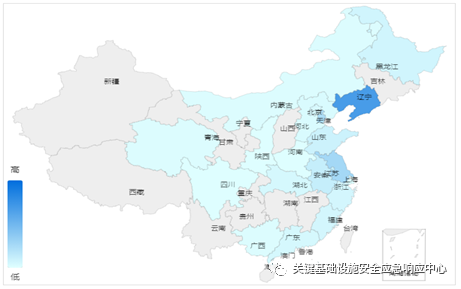 黑龙江
吉林
辽宁
新疆
内蒙古
北京
天津
宁夏
山西
河北
山东
青海
甘肃
陕西
河南
江苏
安徽
上海
西藏
四川
重庆
湖北
浙江
湖南
江西
贵州
福建
云南
台湾
广西
广东
香港
澳门
高
低
关键基础设施安全应急响应中心